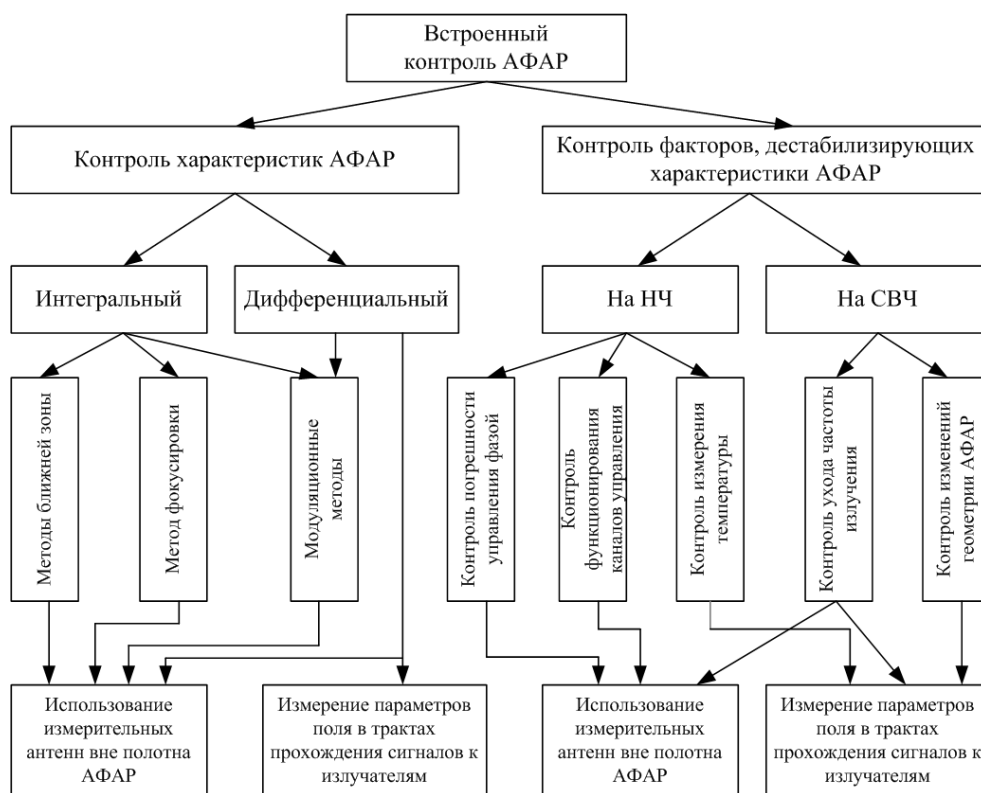 Встроенный
контроль АФАР
Контроль характеристик АФАР
Контроль факторов, дестабилизирующих
характеристики АФАР
Интегральный
Дифференциальный
На НЧ
На СВЧ
Методы ближней зоны
Метод фокусировки
Модуляционные
методы
Контроль погрешности
управления фазой
Контроль
функционирования
каналов управления
Контроль измерения
температуры
Контроль ухода частоты
излучения
Контроль изменений
геометрии АФАР
Использование
измерительных
антенн вне полотна
АФАР
Измерение параметров
поля в трактах
прохождения сигналов к
излучателям
Использование
измерительных
антенн вне полотна
АФАР
Измерение параметров
поля в трактах
прохождения сигналов к
излучателям